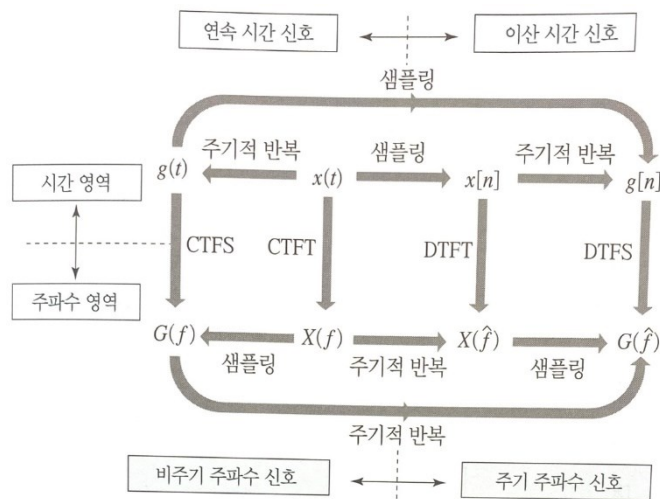 연속 시간 신호 이산 시간 신호
샘플링
주기적 반복 샘플링 주기적 반복
g(t) x(t) x[n] g[n]
시간 영역
CTFS CTFT DTFT DTFS
주파수 영역
G(f) X(f) X(f̂) G(f̂)
샘플링 주기적 반복 샘플링
주기적 반복
비주기 주파수 신호 주기 주파수 신호